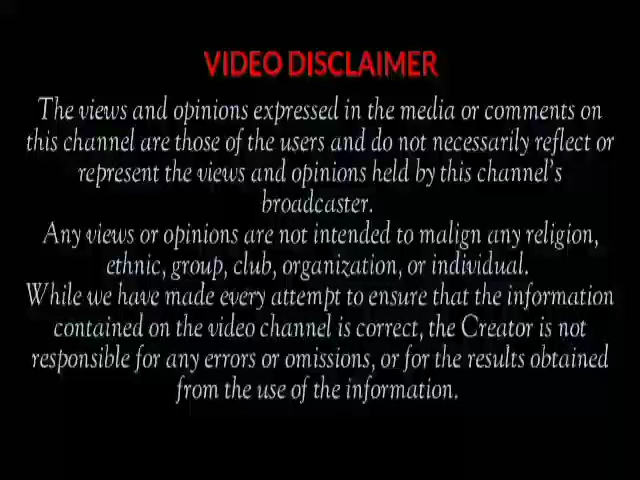 VIDEO DISCLAIMER
The views and opinions expressed in the media or comments on
this channel are those of the users and do not necessarily reflect or
represent the views and opinions held by this channel's
broadcaster.
Any views or opinions are not intended to malign any religion,
ethnic, group, club, organization, or individual.
While we have made every attempt to ensure that the information
contained on the video channel is correct, the Creator is not
responsible for any errors or omissions, or for the results obtained
from the use of the information.